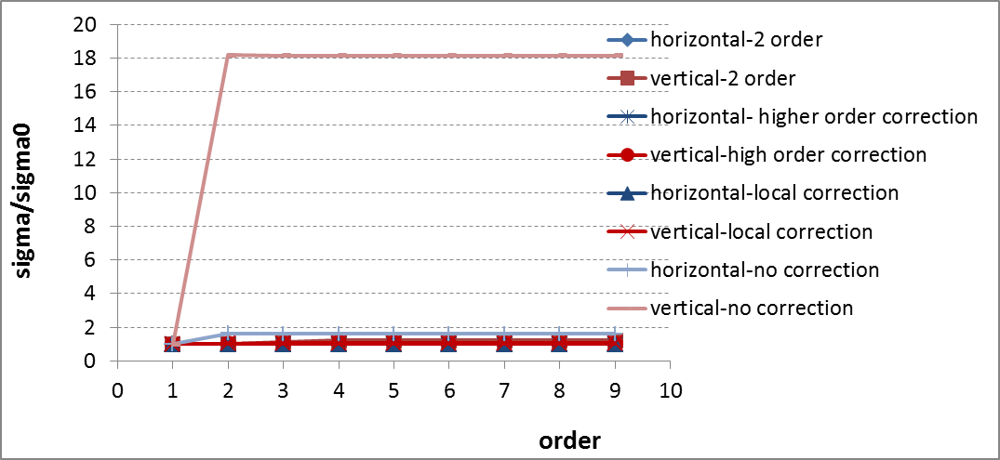 20
18
16
14
12
10
8
6
4
2
0
sigma/sigma0
0 1 2 3 4 5 6 7 8 9 10
order
horizontal-2 order
vertical-2 order
horizontal- higher order correction
vertical-high order correction
horizontal-local correction
vertical-local correction
horizontal-no correction
vertical-no correction